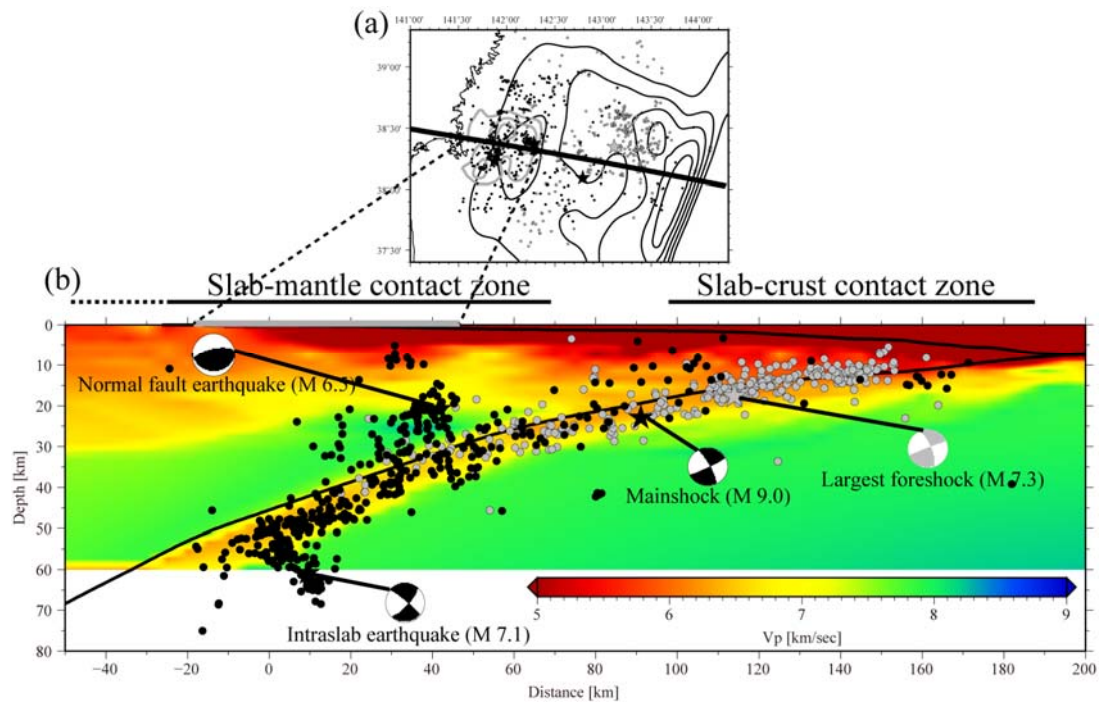 (a)
141°00' 141°30' 142°00' 142°30' 143°00' 143°30' 144°00'
39°00'
38°30'
38°00'
37°30'
(b)
Slab-mantle contact zone Slab-crust contact zone
0
10
Normal fault earthquake (M 6.5)
20
30
Mainshock (M 9.0) Largest foreshock (M 7.3)
40
Depth [km]
50
60
5 6 7 8 9
Vp [km/sec]
70
Intraslab earthquake (M 7.1)
80
−40 −20 0 20 40 60 80 100 120 140 160 180 200
Distance [km]